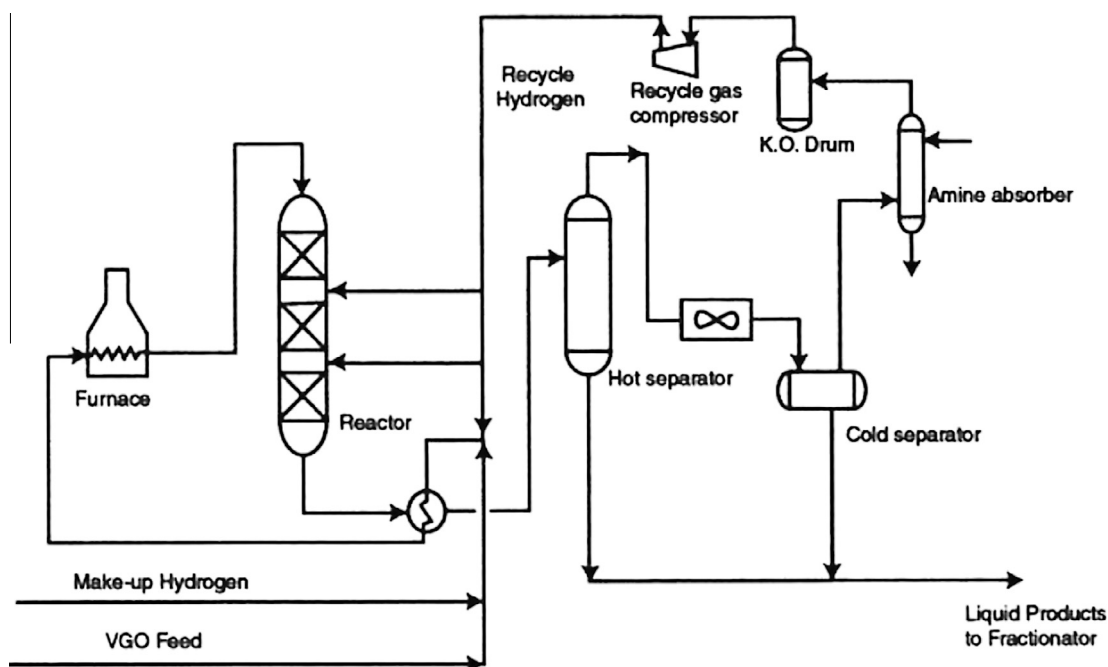 Recycle
Hydrogen
Recycle gas
compressor
K.O. Drum
Amine absorber
Furnace
Reactor
Hot separator
Cold separator
Make-up Hydrogen
VGO Feed
Liquid Products
to Fractionator